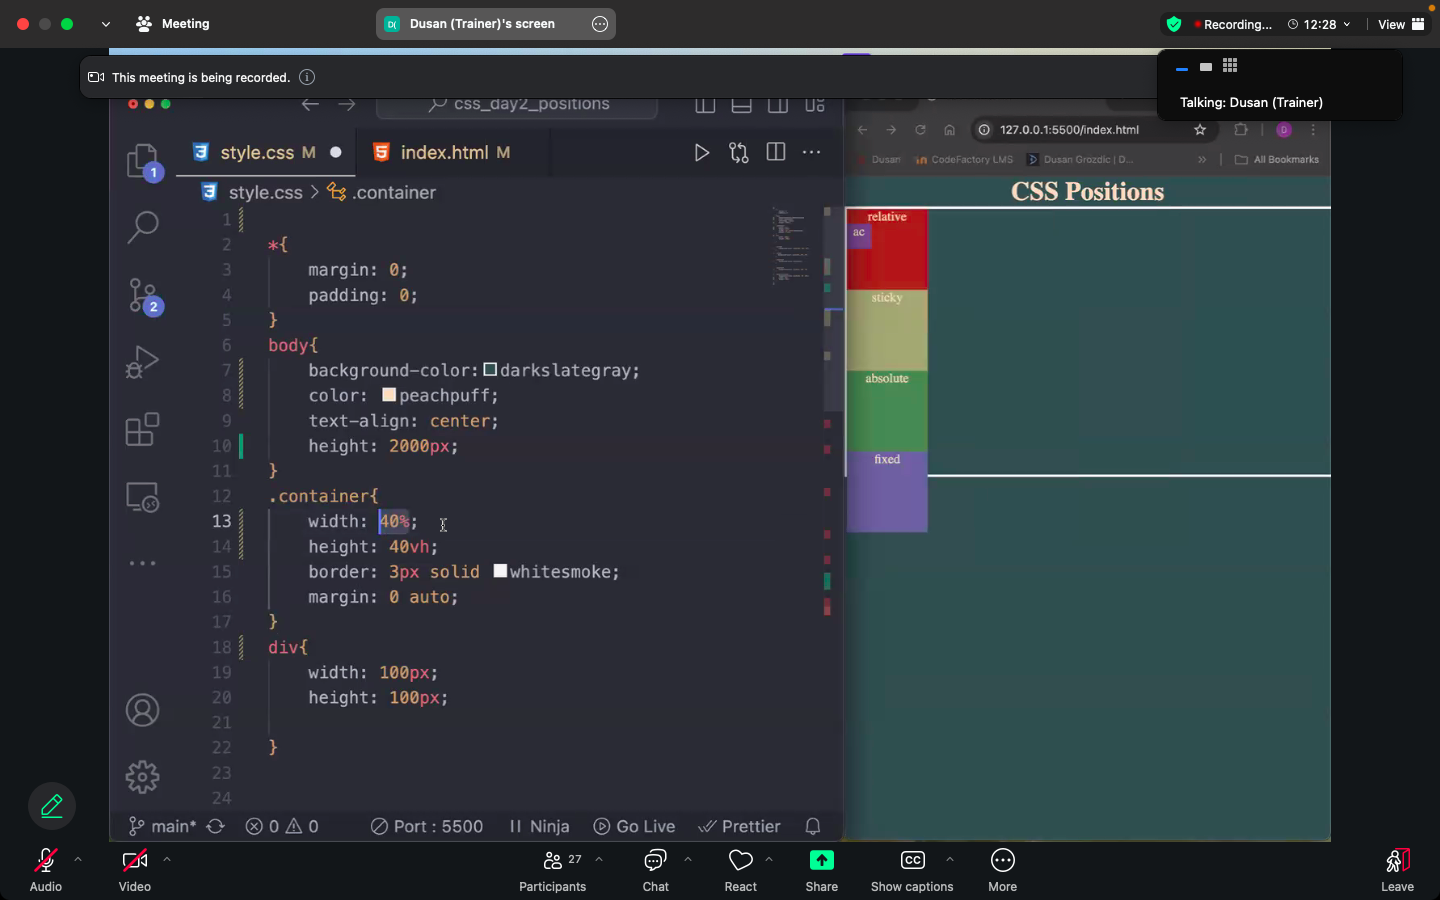 Meeting
D( Dusan (Trainer)'s screen
Recording... 12:28 View
This meeting is being recorded.
Talking: Dusan (Trainer)
css_day2_positions
style.css M
index.html M
style.css > .container
1
2 *{
3 margin: 0;
4 padding: 0;
5 }
6 body{
7 background-color: darkslategray;
8 color: peachpuff;
9 text-align: center;
10 height: 2000px;
11 }
12 .container{
13 width: 40%;
14 height: 40vh;
15 border: 3px solid whitesmoke;
16 margin: 0 auto;
17 }
18 div{
19 width: 100px;
20 height: 100px;
21
22 }
23
24
1
2
main* 0 0 Port : 5500 Ninja Go Live Prettier
127.0.0.1:5500/index.html D
Dusan CodeFactory LMS Dusan Grozdic | D... » All Bookmarks
CSS Positions
relative
ac
sticky
absolute
fixed
Audio Video Participants 27 Chat React Share CC Show captions More Leave